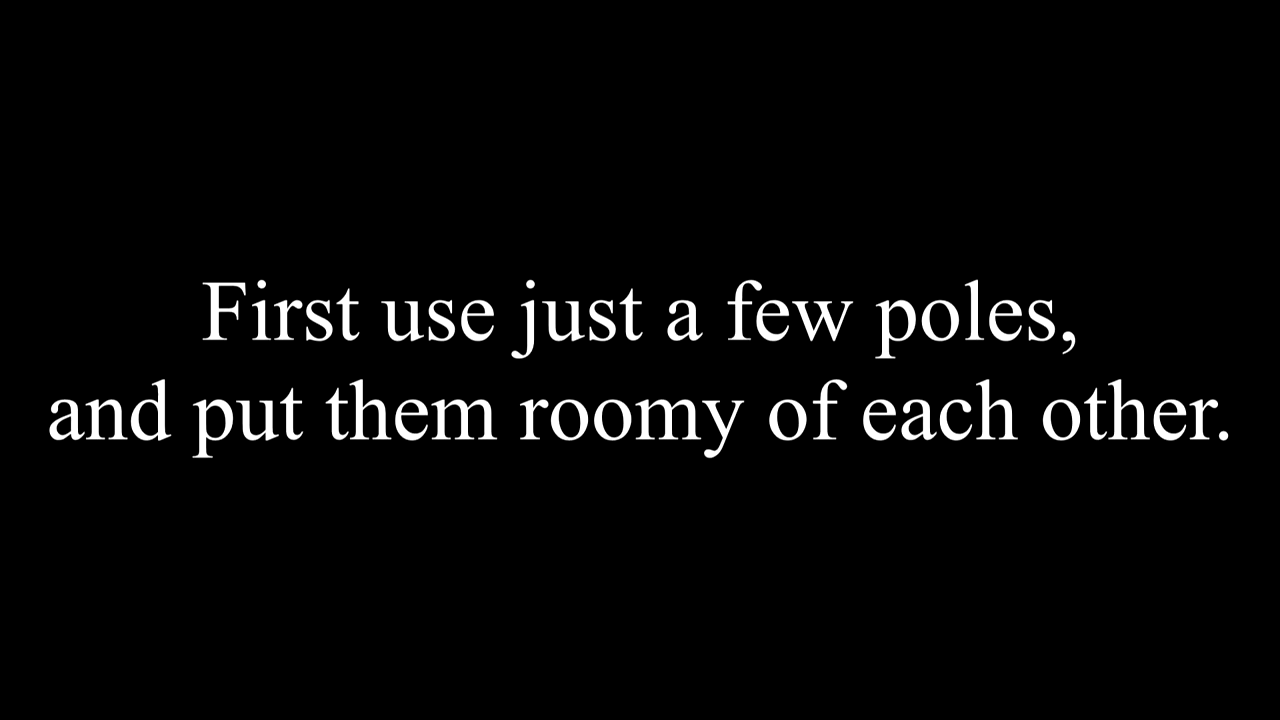 First use just a few poles,
and put them roomy of each other.